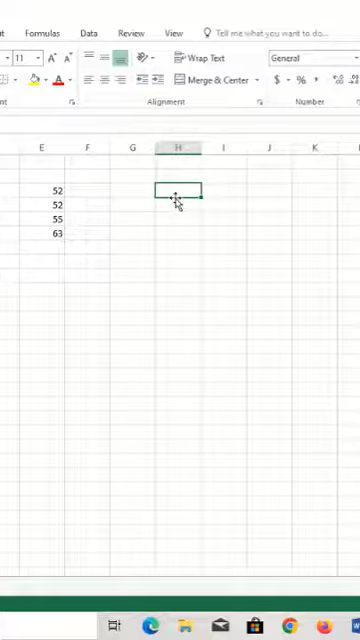 Formulas Data Review View Tell me what you want to do...
11 A A Wrap Text General
A Merge & Center $ % ,
Alignment Number
E F G H I J K
52
52
55
63